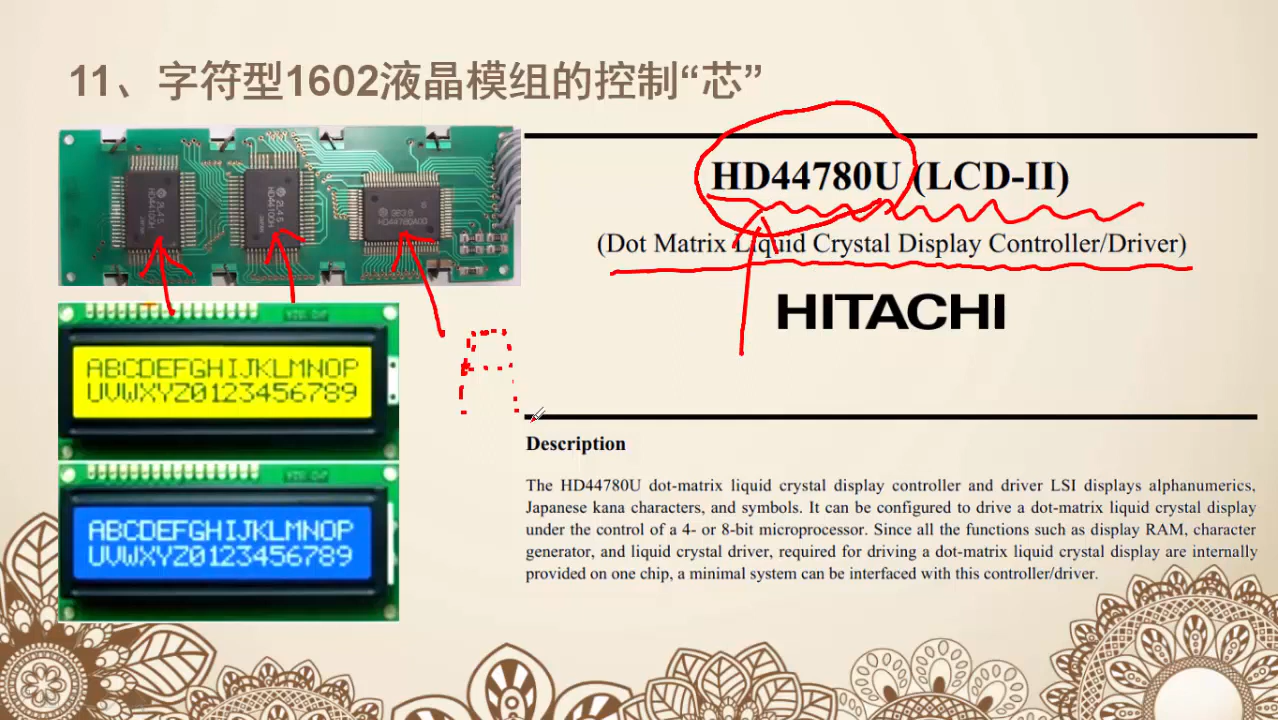 11、字符型1602液晶模组的控制“芯”
HD44780U (LCD-II)
(Dot Matrix Liquid Crystal Display Controller/Driver)
HITACHI
ABCDEFGHIJKLMNOP
UVWXYZ0123456789
ABCDEFGHIJKLMNOP
UVWXYZ0123456789
Description
The HD44780U dot-matrix liquid crystal display controller and driver LSI displays alphanumerics,
Japanese kana characters, and symbols. It can be configured to drive a dot-matrix liquid crystal display
under the control of a 4- or 8-bit microprocessor. Since all the functions such as display RAM, character
generator, and liquid crystal driver, required for driving a dot-matrix liquid crystal display are internally
provided on one chip, a minimal system can be interfaced with this controller/driver.